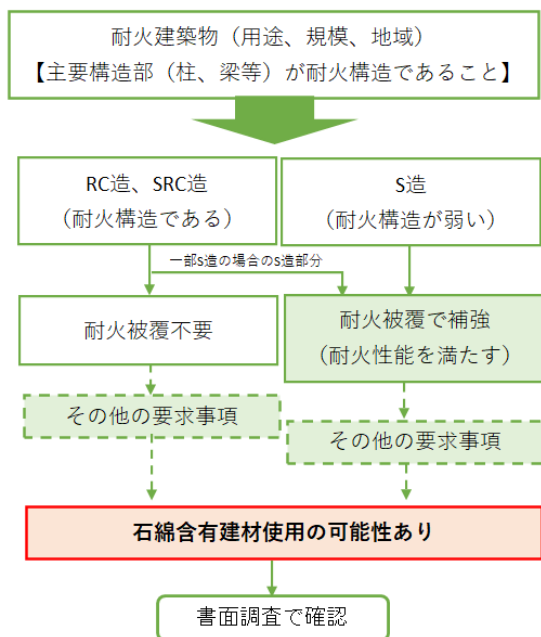 耐火建築物（用途、規模、地域）
【主要構造部（柱、梁等）が耐火構造であること】
RC造、SRC造
（耐火構造である）
S造
（耐火構造が弱い）
一部s造の場合のs造部分
耐火被覆不要
耐火被覆で補強
（耐火性能を満たす）
その他の要求事項
その他の要求事項
石綿含有建材使用の可能性あり
書面調査で確認